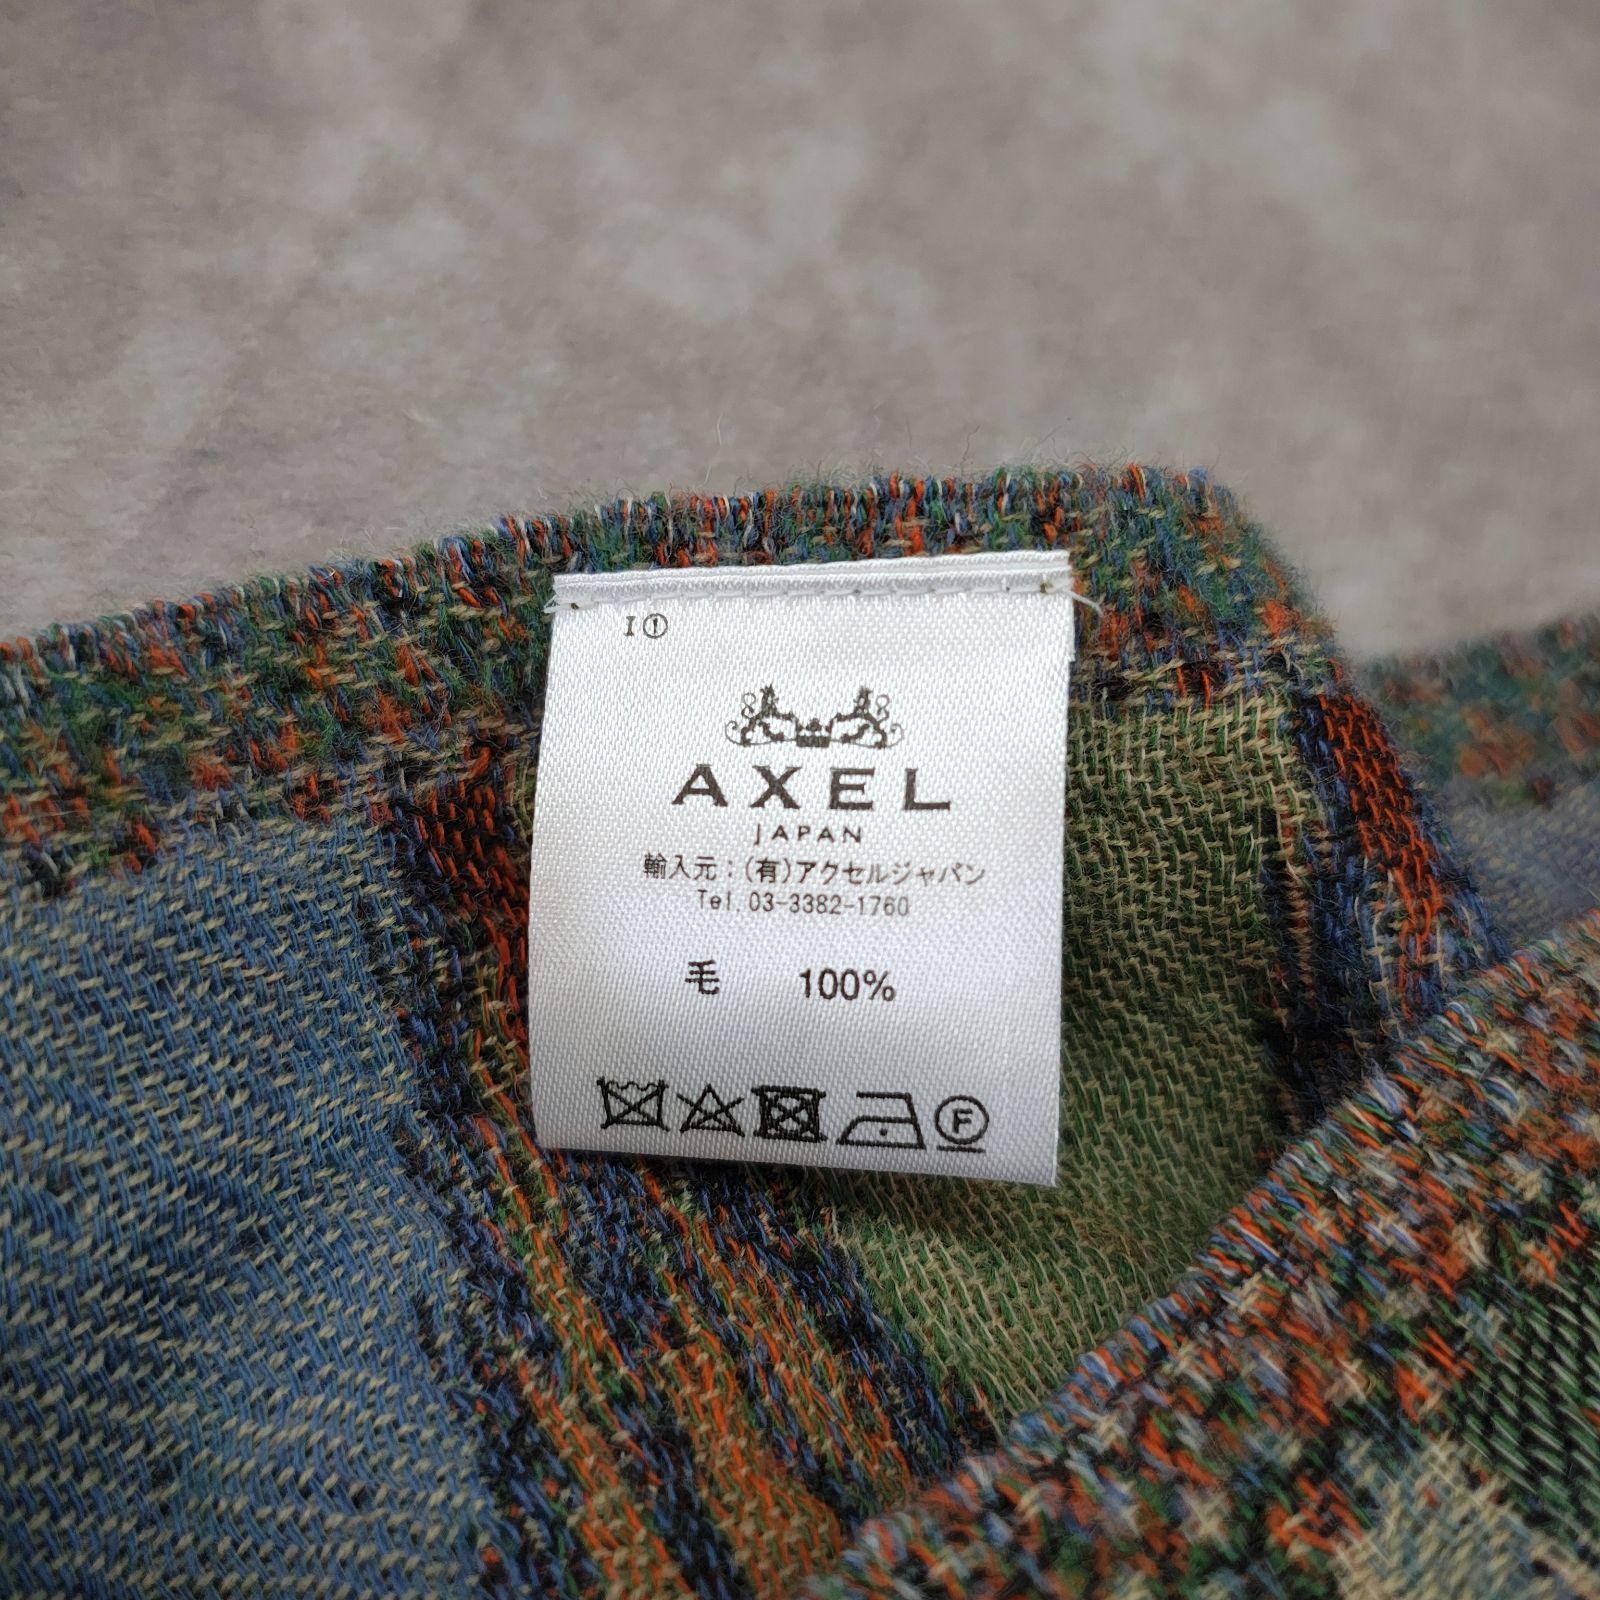 I①
AXEL
JAPAN
輸入元：(有)アクセルジャパン
Tel. 03-3382-1760
毛 100%
F